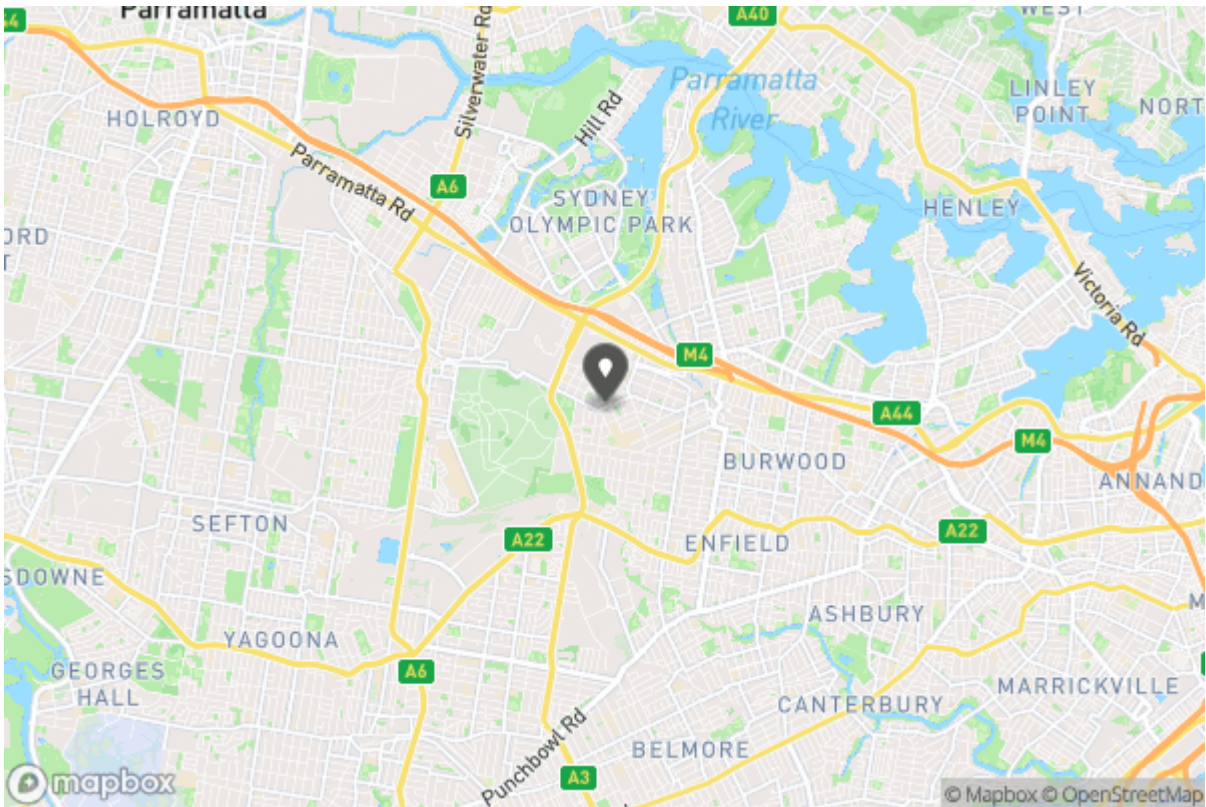 44
Parramatta
A40
WEST
Silverwater Rd
Parramatta
River
Hill Rd
LINLEY
POINT
NORT
HOLROYD
Parramatta Rd
A6
SYDNEY
OLYMPIC PARK
HENLEY
ORD
T
Victoria Rd
M4
A44
M4
BURWOOD
ANNAND
SEFTON
A22
ENFIELD
A22
SDOWNE
ASHBURY
M
YAGOONA
A6
GEORGES
HALL
MARRICKVILLE
CANTERBURY
Punchbowl Rd
BELMORE
A3
mapbox
© Mapbox © OpenStreetMap